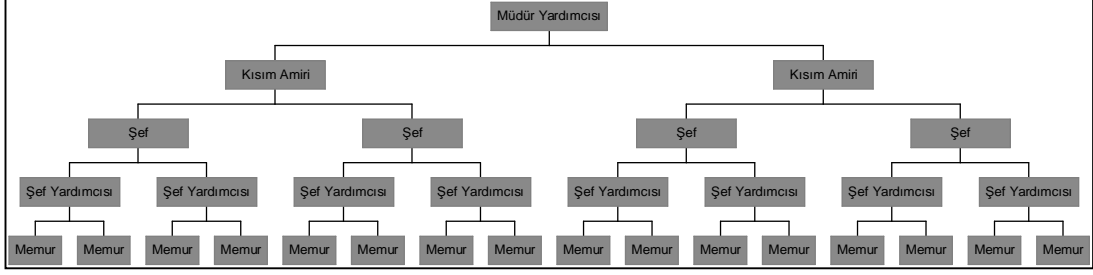 Müdür Yardımcısı
Kısım Amiri Kısım Amiri
Şef Şef Şef Şef
Şef Yardımcısı Şef Yardımcısı Şef Yardımcısı Şef Yardımcısı Şef Yardımcısı Şef Yardımcısı Şef Yardımcısı Şef Yardımcısı
Memur Memur Memur Memur Memur Memur Memur Memur Memur Memur Memur Memur Memur Memur Memur Memur